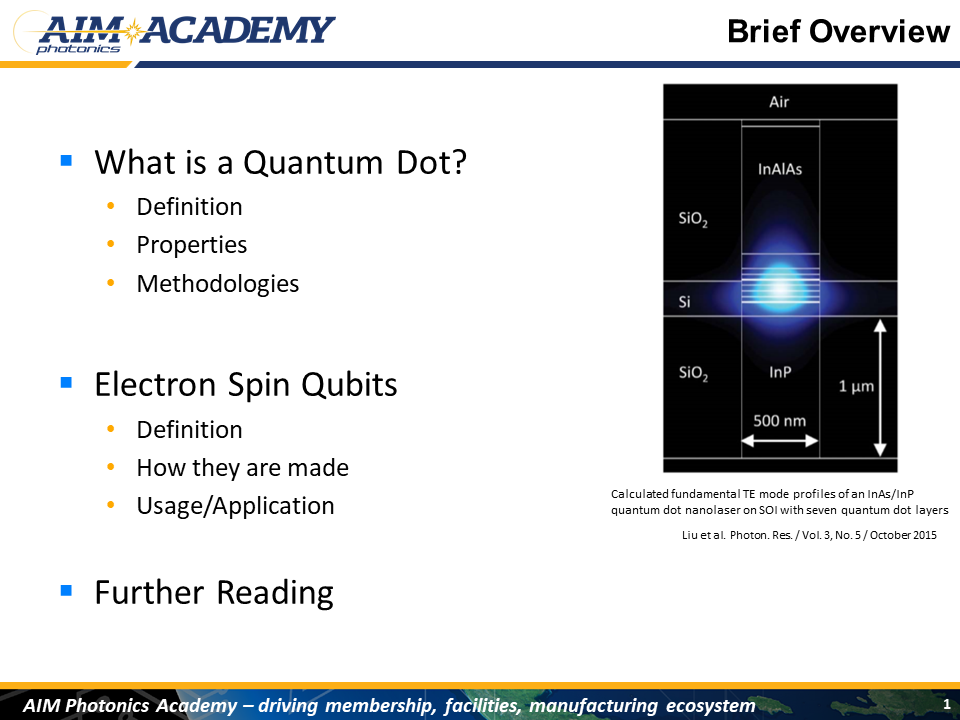 AIM ACADEMY
photonics
Brief Overview
What is a Quantum Dot?
Definition
Properties
Methodologies
Electron Spin Qubits
Definition
How they are made
Usage/Application
Further Reading
Air
InAlAs
SiO₂
Si
SiO₂
InP
1 µm
500 nm
Calculated fundamental TE mode profiles of an InAs/InP
quantum dot nanolaser on SOI with seven quantum dot layers
Liu et al. Photon. Res. / Vol. 3, No. 5 / October 2015
AIM Photonics Academy – driving membership, facilities, manufacturing ecosystem
1